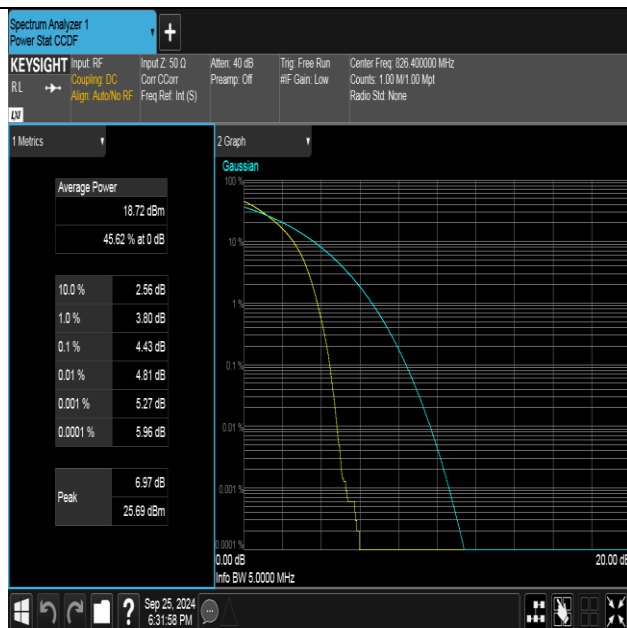 Spectrum Analyzer 1
Power Stat CCDF
KEYSIGHT
RL
LXI
Input: RF
Coupling: DC
Align: Auto/No RF
Input Z: 50 Ω
Corr CCorr
Freq Ref: Int (S)
Atten: 40 dB
Preamp: Off
Trig: Free Run
#IF Gain: Low
Center Freq: 826.400000 MHz
Counts: 1.00 M/1.00 Mpt
Radio Std: None
1 Metrics
Average Power
18.72 dBm
45.62 % at 0 dB
10.0 % 2.56 dB
1.0 % 3.80 dB
0.1 % 4.43 dB
0.01 % 4.81 dB
0.001 % 5.27 dB
0.0001 % 5.96 dB
Peak
6.97 dB
25.69 dBm
2 Graph
Gaussian
100 %
10 %
1 %
0.1 %
0.01 %
0.001 %
0.0001 %
0.00 dB
20.00 dB
Info BW 5.0000 MHz
?
Sep 25, 2024
6:31:58 PM